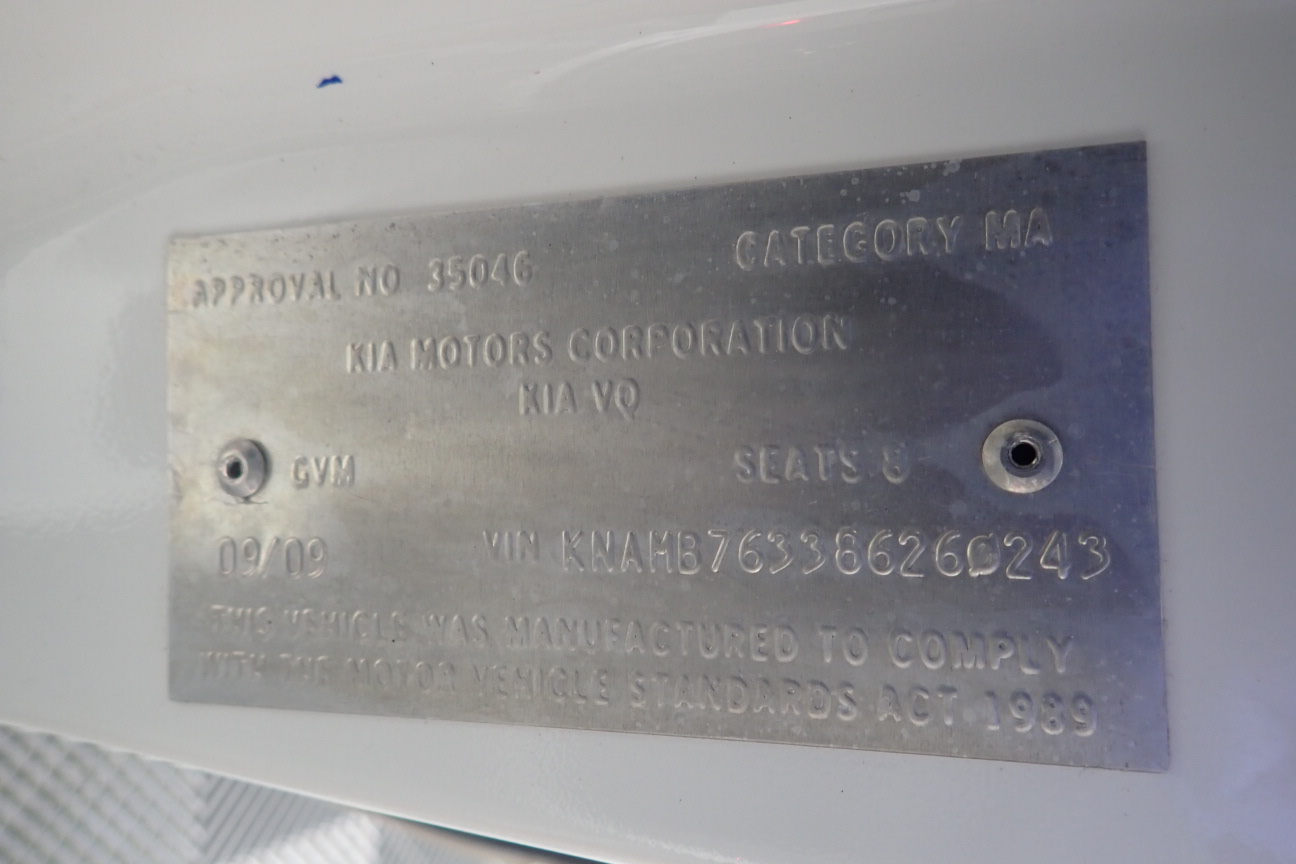 APPROVAL NO 35046 CATEGORY MA
KIA MOTORS CORPORATION
KIA VQ
GVM SEATS 8
09/09 VIN KNAMB763386260243
THIS VEHICLE WAS MANUFACTURED TO COMPLY
WITH THE MOTOR VEHICLE STANDARDS ACT 1989